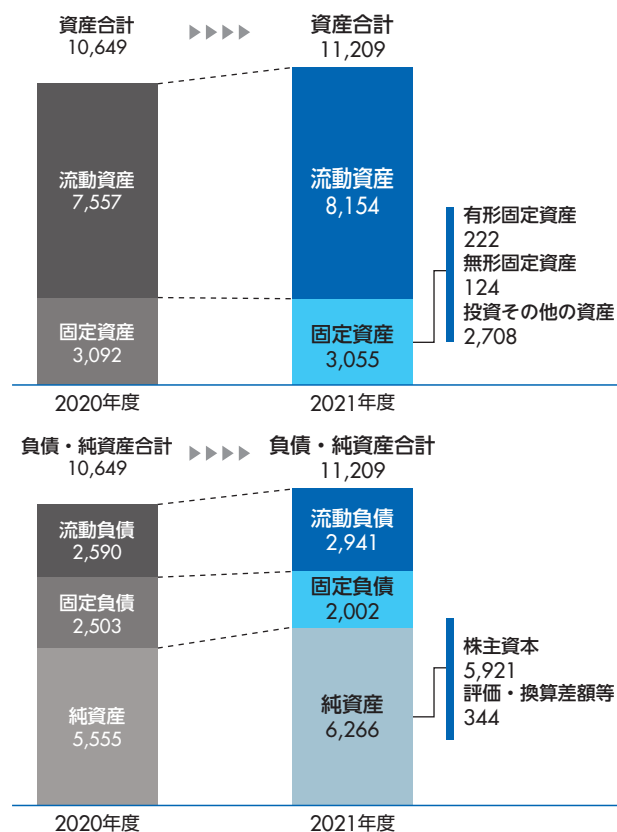 資産合計
10,649
▶▶▶▶
資産合計
11,209
流動資産
7,557
流動資産
8,154
固定資産
3,092
固定資産
3,055
有形固定資産
222
無形固定資産
124
投資その他の資産
2,708
2020年度
2021年度
負債・純資産合計
10,649
▶▶▶▶
負債・純資産合計
11,209
流動負債
2,590
流動負債
2,941
固定負債
2,503
固定負債
2,002
純資産
5,555
純資産
6,266
株主資本
5,921
評価・換算差額等
344
2020年度
2021年度